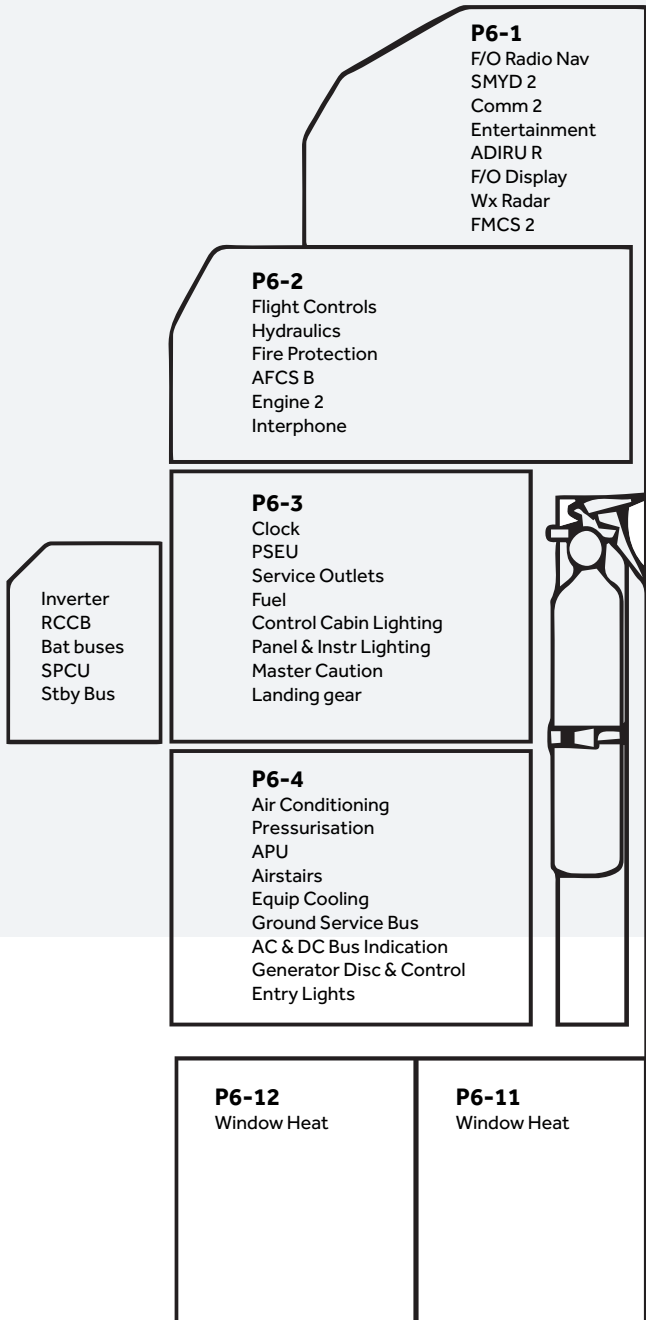 P6-1
F/O Radio Nav
SMYD 2
Comm 2
Entertainment
ADIRU R
F/O Display
Wx Radar
FMCS 2
P6-2
Flight Controls
Hydraulics
Fire Protection
AFCS B
Engine 2
Interphone
P6-3
Clock
PSEU
Service Outlets
Fuel
Control Cabin Lighting
Panel & Instr Lighting
Master Caution
Landing gear
Inverter
RCCB
Bat buses
SPCU
Stby Bus
P6-4
Air Conditioning
Pressurisation
APU
Airstairs
Equip Cooling
Ground Service Bus
AC & DC Bus Indication
Generator Disc & Control
Entry Lights
P6-12
Window Heat
P6-11
Window Heat